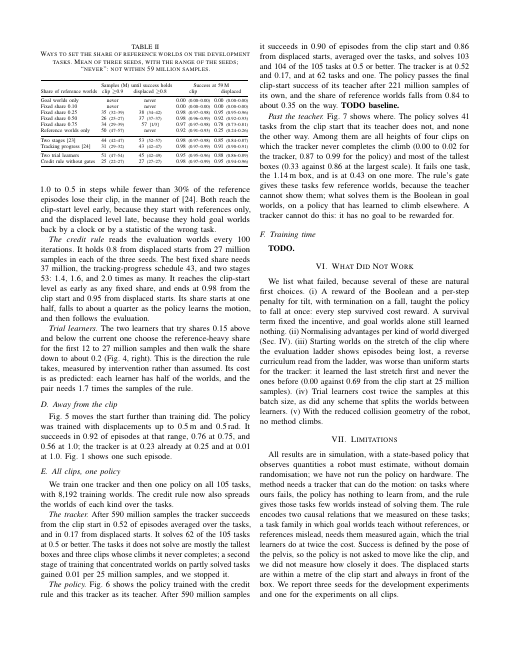 TABLE II
WAYS TO SET THE SHARE OF REFERENCE WORLDS ON THE DEVELOPMENT
TASKS. MEAN OF THREE SEEDS, WITH THE RANGE OF THE SEEDS;
"NEVER": NOT WITHIN 59 MILLION SAMPLES.
Samples (M) until success holds Success at 59 M
Share of reference worlds clip ≥0.9 displaced ≥0.8 clip displaced
Goal worlds only never never
Fixed share 0.10 never never
Fixed share 0.25
Fixed share 0.50
Fixed share 0.75
Reference worlds only
Two stages [23]
Tracking progress [24]
Two trial learners
Credit rule without gates
1.0 to 0.5 in steps while fewer than 30% of the reference
episodes lose their clip, in the manner of [24]. Both reach the
clip-start level early, because they start with references only,
and the displaced level late, because they hold goal worlds
back by a clock or by a statistic of the wrong task.
The credit rule reads the evaluation worlds every 100
iterations. It holds 0.8 from displaced starts from 27 million
samples in each of the three seeds. The best fixed share needs
37 million, the tracking-progress schedule 43, and two stages
53: 1.4, 1.6, and 2.0 times as many. It reaches the clip-start
level as early as any fixed share, and ends at 0.98 from the
clip start and 0.95 from displaced starts. Its share starts at one
half, falls to about a quarter as the policy learns the motion,
and then follows the evaluation.
Trial learners. The two learners that try shares 0.15 above
and below the current one choose the reference-heavy share
for the first 12 to 27 million samples and then walk the share
down to about 0.2 (Fig. 4, right). This is the direction the rule
takes, measured by intervention rather than assumed. Its cost
is as predicted: each learner has half of the worlds, and the
pair needs 1.7 times the samples of the rule.
D. Away from the clip
Fig. 5 moves the start further than training did. The policy
was trained with displacements up to 0.5 m and 0.5 rad. It
succeeds in 0.92 of episodes at that range, 0.76 at 0.75, and
0.56 at 1.0; the tracker is at 0.23 already at 0.25 and at 0.01
at 1.0. Fig. 1 shows one such episode.
E. All clips, one policy
We train one tracker and then one policy on all 105 tasks,
with 8,192 training worlds. The credit rule now also spreads
the worlds of each kind over the tasks.
The tracker: After 590 million samples the tracker succeeds
from the clip start in 0.52 of episodes averaged over the tasks,
and in 0.17 from displaced starts. It solves 62 of the 105 tasks
at 0.5 or better. The tasks it does not solve are mostly the tallest
boxes and three clips whose climbs it never completes; a second
stage of training that concentrated worlds on partly solved tasks
gained 0.01 per 25 million samples, and we stopped it.
The policy. Fig. 6 shows the policy trained with the credit
rule and this tracker as its teacher. After 590 million samples
it succeeds in 0.90 of episodes from the clip start and 0.86
from displaced starts, averaged over the tasks, and solves 103
and 104 of the 105 tasks at 0.5 or better. The tracker is at 0.52
and 0.17, and at 62 tasks and one. The policy passes the final
clip-start success of its teacher after 221 million samples of
its own, and the share of reference worlds falls from 0.84 to
about 0.35 on the way. TODO baseline.
Past the teacher. Fig. 7 shows where. The policy solves 41
tasks from the clip start that its teacher does not, and none
the other way. Among them are all heights of four clips on
which the tracker never completes the climb (0.00 to 0.02 for
the tracker, 0.87 to 0.99 for the policy) and most of the tallest
boxes (0.33 against 0.86 at the largest scale). It fails one task,
the 1.14 m box, and is at 0.43 on one more. The rule's gate
gives these tasks few reference worlds, because the teacher
cannot show them; what solves them is the Boolean in goal
worlds, on a policy that has learned to climb elsewhere. A
tracker cannot do this: it has no goal to be rewarded for.
F. Training time
TODO.
VI. WHAT DID NOT WORK
We list what failed, because several of these are natural
first choices. (i) A reward of the Boolean and a per-step
penalty for tilt, with termination on a fall, taught the policy
to fall at once: every step survived cost reward. A survival
term fixed the incentive, and goal worlds alone still learned
nothing. (ii) Normalising advantages per kind of world diverged
(Sec. IV). (iii) Starting worlds on the stretch of the clip where
the evaluation ladder shows episodes being lost, a reverse
curriculum read from the ladder, was worse than uniform starts
for the tracker: it learned the last stretch first and never the
ones before (0.00 against 0.69 from the clip start at 25 million
samples). (iv) Trial learners cost twice the samples at this
batch size, as did any scheme that splits the worlds between
learners. (v) With the reduced collision geometry of the robot,
no method climbs.
VII. LIMITATIONS
All results are in simulation, with a state-based policy that
observes quantities a robot must estimate, without domain
randomisation; we have not run the policy on hardware. The
method needs a tracker that can do the motion: on tasks where
ours fails, the policy has nothing to learn from, and the rule
gives those tasks few worlds instead of solving them. The rule
encodes two causal relations that we measured on these tasks;
a task family in which goal worlds teach without references, or
references mislead, needs them measured again, which the trial
learners do at twice the cost. Success is defined by the pose of
the pelvis, so the policy is not asked to move like the clip, and
we did not measure how closely it does. The displaced starts
are within a metre of the clip start and always in front of the
box. We report three seeds for the development experiments
and one for the experiments on all clips.